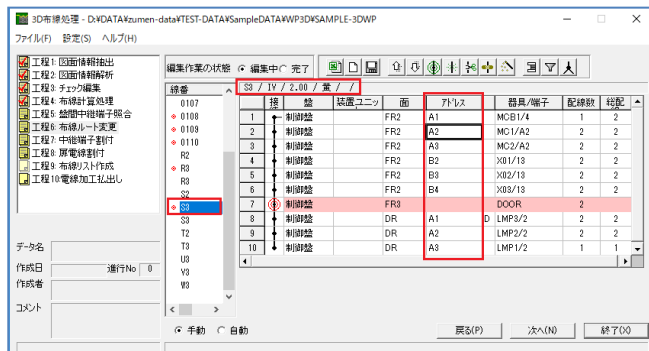 3D布線処理 - D:¥DATA¥zumen-data¥TEST-DATA¥SampleDATA¥WP3D¥SAMPLE-3DWP
ファイル(F) 設定(S) ヘルプ(H)
工程1: 図面情報抽出
工程2: 図面情報解析
工程3: チェック編集
工程4: 布線計算処理
工程5: 盤間中継端子照合
工程6: 布線ルート変更
工程7: 中継端子割付
工程8: 扉電線割付
工程9: 布線リスト作成
工程10:電線加工払出し
データ名
作成日 進行No 0
作成者
コメント
編集作業の状態 編集中 完了
線番
0107
0108
0109
0110
R2
R3
R3
S2
S3
S3
T2
T3
U3
V3
W3
手動 自動
S3 / IV / 2.00 / 黄 / /
接 盤 装置ユニッ 面 アドレス 器具/端子 配線数 総配
1 制御盤 FR2 A1 MCB1/4 1 2
2 制御盤 FR2 A2 MC1/A2 2 2
3 制御盤 FR2 A3 MC2/A2 2 2
4 制御盤 FR2 B2 X01/13 2 2
5 制御盤 FR2 B3 X02/13 2 2
6 制御盤 FR2 B4 X03/13 2 2
7 制御盤 FR3 DOOR 2
8 制御盤 DR A1 D LMP3/2 2 2
9 制御盤 DR A2 LMP2/2 2 2
10 制御盤 DR A3 LMP1/2 1 1
戻る(P) 次へ(N) 終了(X)